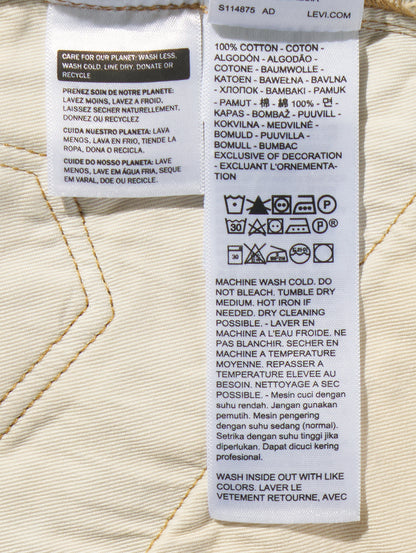 CARE FOR OUR PLANET: WASH LESS,
WASH COLD, LINE DRY, DONATE OR
RECYCLE
PRENEZ SOIN DE NOTRE PLANÈTE:
LAVEZ MOINS, LAVEZ A FROID,
LAISSEZ SECHER NATURELLEMENT,
DONNEZ OU RECYCLEZ
CUIDA NUESTRO PLANETA: LAVA
MENOS, LAVA EN FRIO, TIENDE LA
ROPA, DONA O RECICLE.
CUIDE DO NOSSO PLANETA: LAVE
MENOS, LAVE EM ÁGUA FRIA, SEQUE
EM VARAL, DOE OU RECICLE.
S114875 AD LEVI.COM
100% COTTON - COTON -
ALGODÓN - ALGODÃO -
COTONE - BAUMWOLLE -
KATOEN - BAWEŁNA - BAVLNA
- ХЛОПОК - BAMBAKI - PAMUK
- PAMUT - 棉 - 綿 100% - 면 -
KAPAS - BOMBAŽ - PUUVILL -
KOKVILNA - MEDVILNĖ -
BOMULD - PUUVILLA -
BOMULL - BUMBAC
EXCLUSIVE OF DECORATION
- EXCLUANT L'ORNEMENTA-
TION
30
30
MACHINE WASH COLD. DO
NOT BLEACH. TUMBLE DRY
MEDIUM. HOT IRON IF
NEEDED. DRY CLEANING
POSSIBLE. - LAVER EN
MACHINE A L'EAU FROIDE. NE
PAS BLANCHIR. SECHER EN
MACHINE A TEMPERATURE
MOYENNE. REPASSER A
TEMPERATURE ELEVEE AU
BESOIN. NETTOYAGE A SEC
POSSIBLE. - Mesin cuci dengan
suhu rendah. Jangan gunakan
pemutih. Mesin pengering
dengan suhu sedang (normal).
Setrika dengan suhu tinggi jika
diperlukan. Dapat dicuci kering
profesional.
WASH INSIDE OUT WITH LIKE
COLORS. LAVER LE
VETEMENT RETOURNE, AVEC